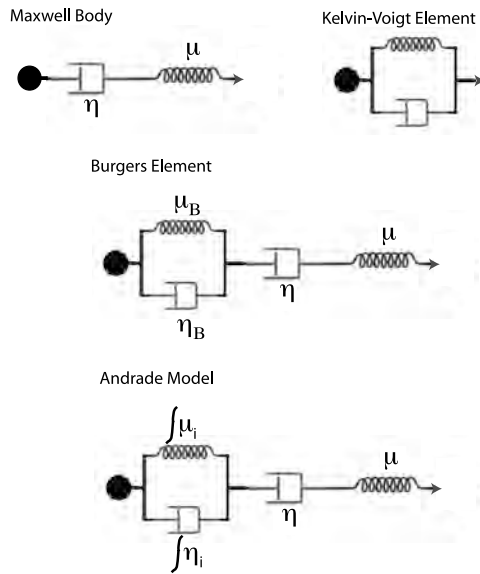 Maxwell Body
Kelvin-Voigt Element
μ
η
Burgers Element
μB
μ
η
ηB
Andrade Model
∫μi
μ
η
∫ηi